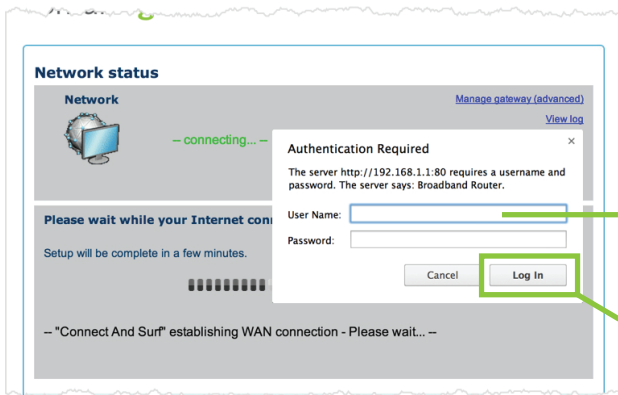 Network status
Network
Manage gateway (advanced)
View log
-- connecting... --
Authentication Required
×
The server http://192.168.1.1:80 requires a username and
password. The server says: Broadband Router.
User Name:
Password:
Cancel
Log In
Please wait while your Internet con
Setup will be complete in a few minutes.
-- "Connect And Surf" establishing WAN connection - Please wait... --